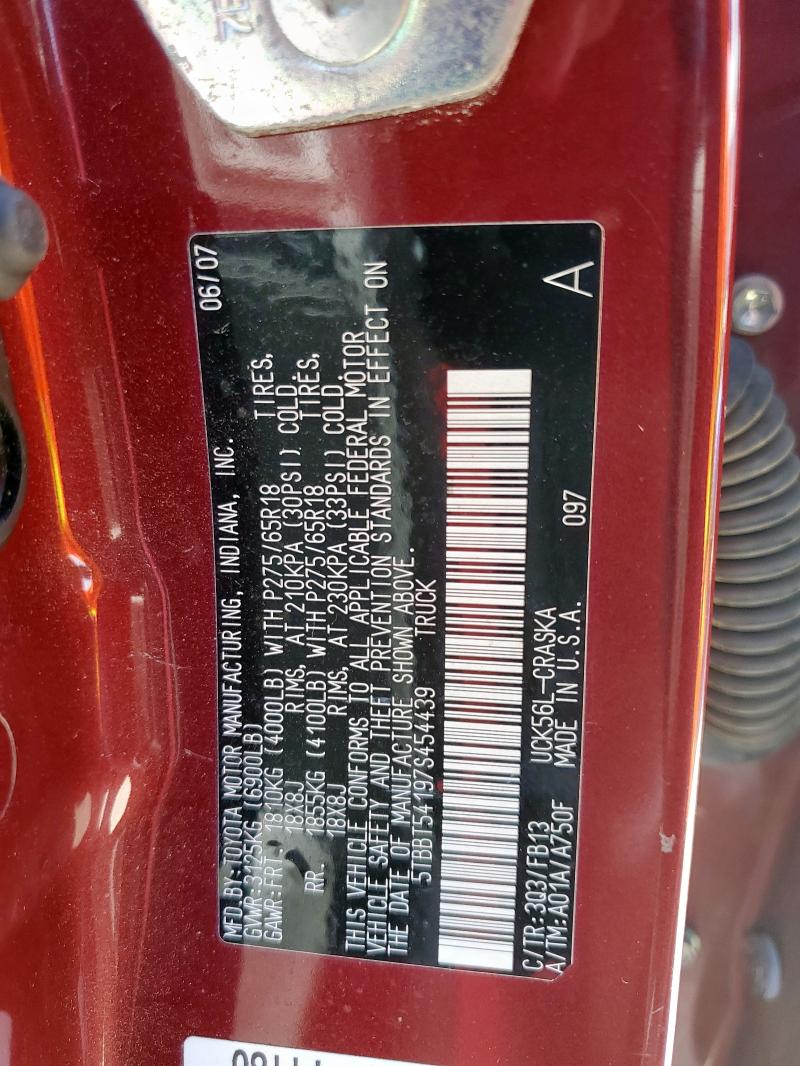 MFD.BY:TOYOTA MOTOR MANUFACTURING, INDIANA, INC. 06/07
GVWR:3125KG (6900LB)
GAWR:FRT. 1810KG (4000LB) WITH P275/65R18 TIRES,
18X8J RIMS, AT 210KPA (30PSI) COLD.
RR. 1855KG (4100LB) WITH P275/65R18 TIRES,
18X8J RIMS, AT 230KPA (33PSI) COLD.
THIS VEHICLE CONFORMS TO ALL APPLICABLE FEDERAL MOTOR
VEHICLE SAFETY AND THEFT PREVENTION STANDARDS IN EFFECT ON
THE DATE OF MANUFACTURE SHOWN ABOVE.
5TBBT54197S454439 TRUCK
C/TR:3Q3/FB13 UCK56L-CRASKA
A/TM:A01A/A750F MADE IN U.S.A. 097 A